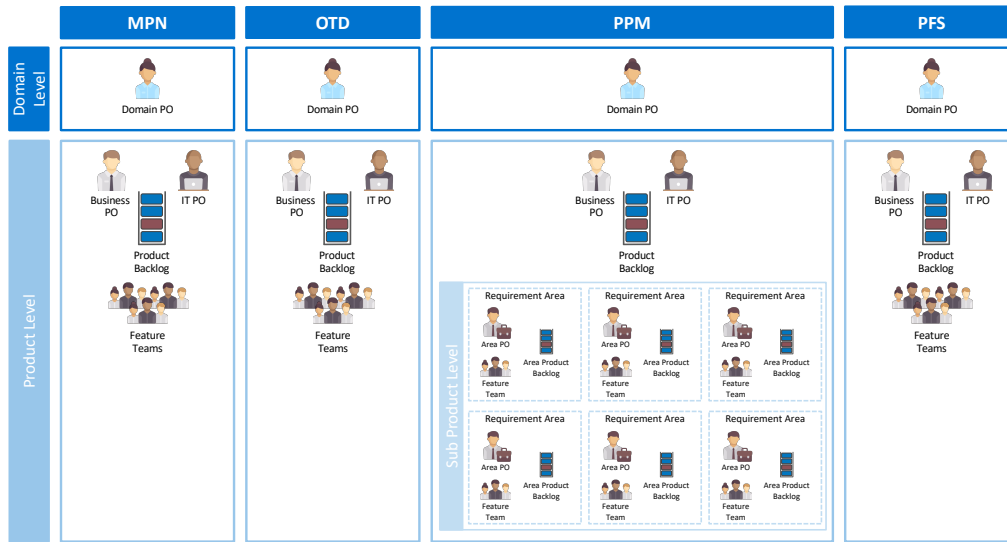 MPN
OTD
PPM
PFS
Domain
Level
Domain PO
Domain PO
Domain PO
Domain PO
Product Level
Business
PO
IT PO
Product
Backlog
Feature
Teams
Business
PO
IT PO
Product
Backlog
Feature
Teams
Business
PO
IT PO
Product
Backlog
Sub Product Level
Requirement Area
Area PO
Area Product
Backlog
Feature
Team
Requirement Area
Area PO
Area Product
Backlog
Feature
Team
Requirement Area
Area PO
Area Product
Backlog
Feature
Team
Requirement Area
Area PO
Area Product
Backlog
Feature
Team
Requirement Area
Area PO
Area Product
Backlog
Feature
Team
Requirement Area
Area PO
Area Product
Backlog
Feature
Team
Business
PO
IT PO
Product
Backlog
Feature
Teams